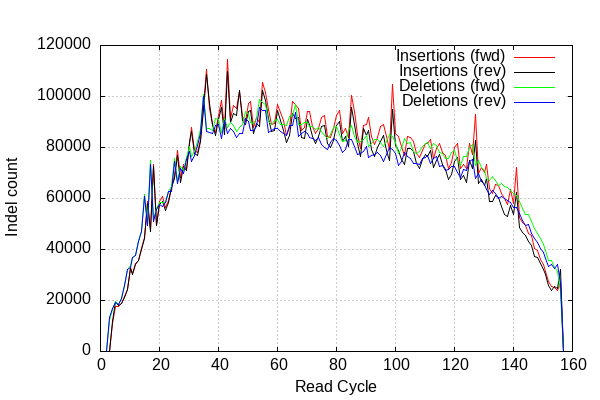 120000
100000
80000
60000
40000
20000
0
Indel count
Insertions (fwd)
Insertions (rev)
Deletions (fwd)
Deletions (rev)
0 20 40 60 80 100 120 140 160
Read Cycle